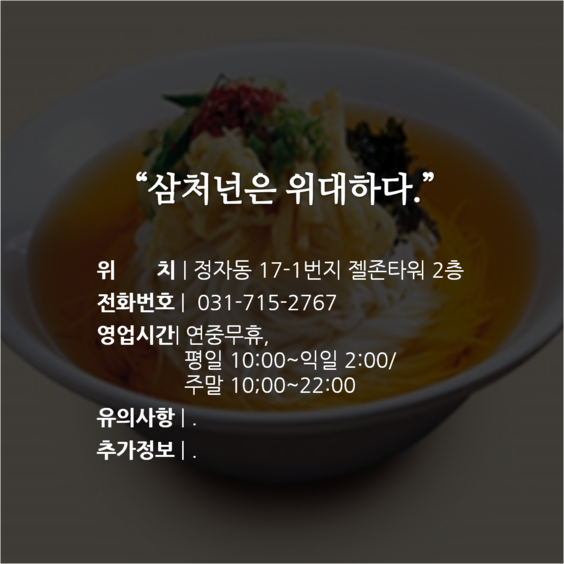 “삼처넌은 위대하다.”
위 치 | 정자동 17-1번지 젤존타워 2층
전화번호 | 031-715-2767
영업시간| 연중무휴,
평일 10:00~익일 2:00/
주말 10;00~22:00
유의사항 | .
추가정보 | .